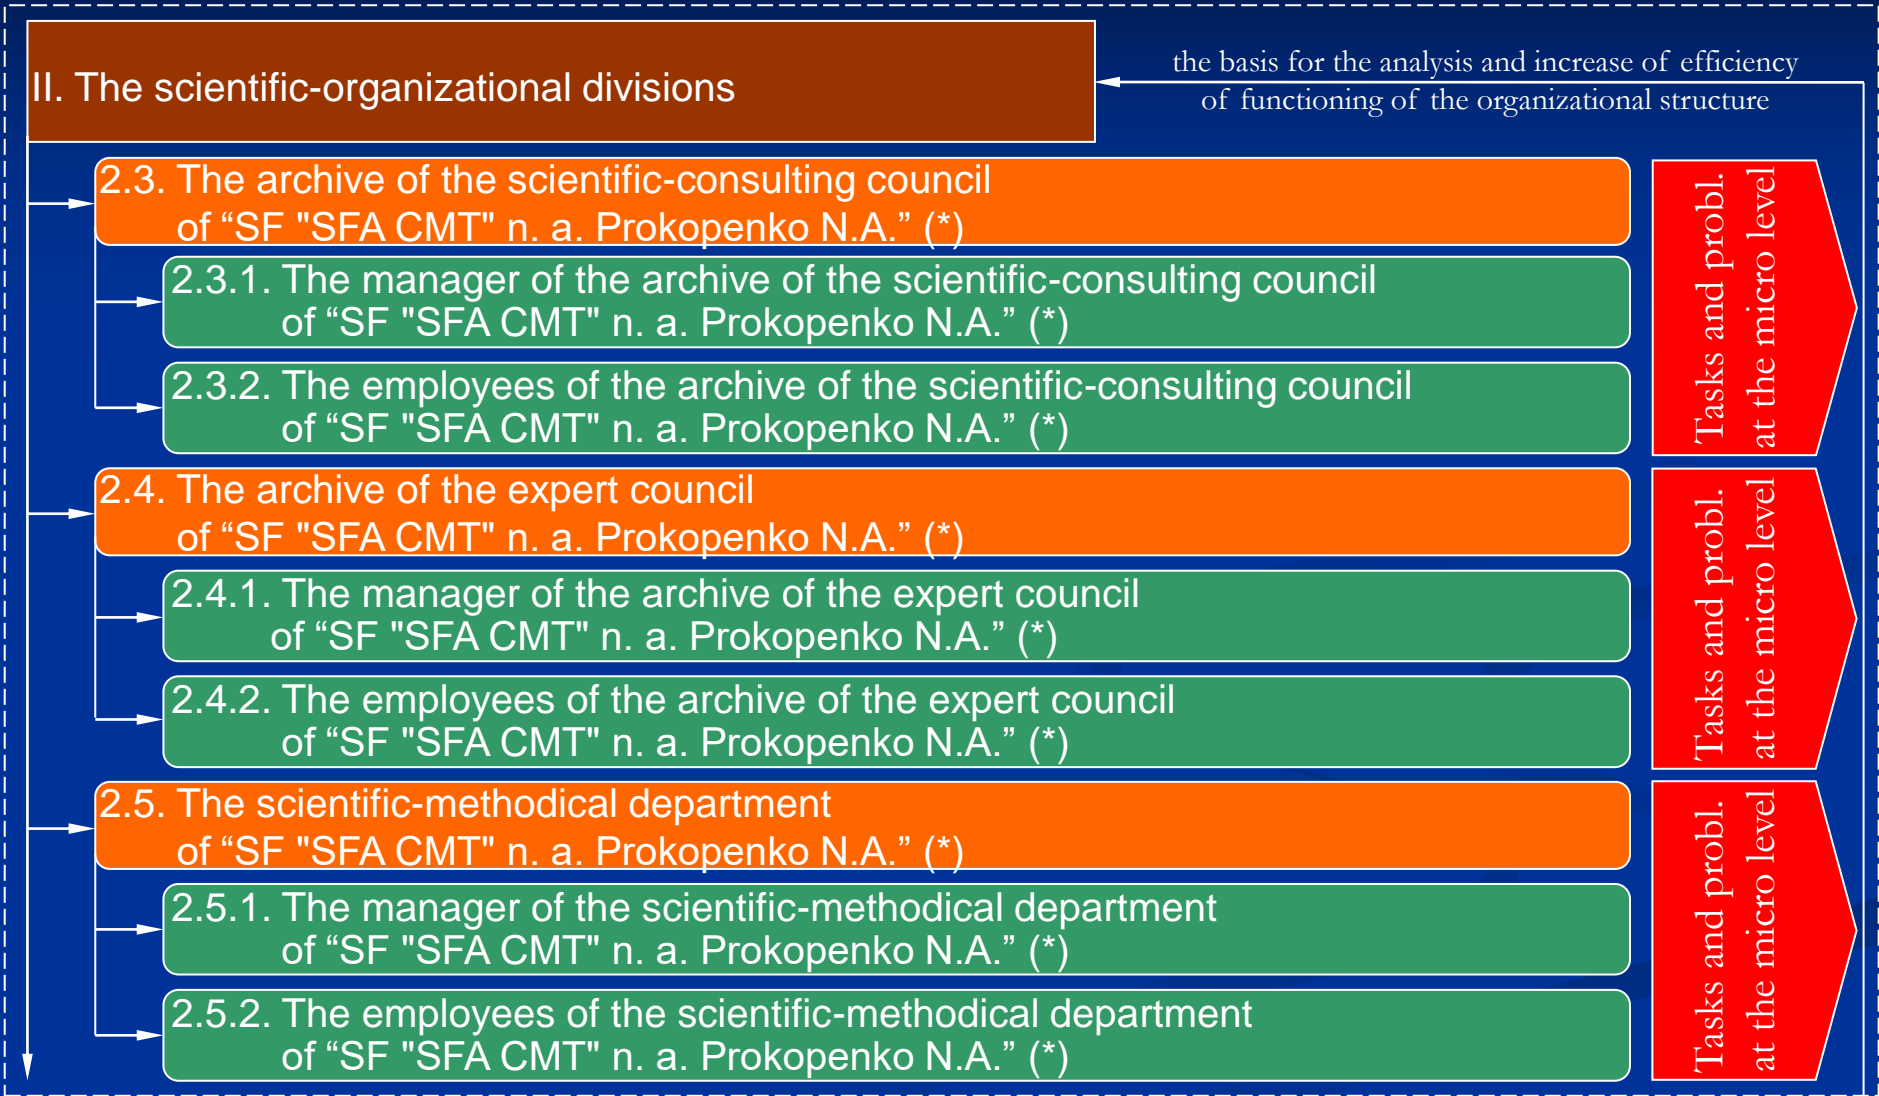 II. The scientific-organizational divisions
the basis for the analysis and increase of efficiency
of functioning of the organizational structure
2.3. The archive of the scientific-consulting council
of “SF "SFA CMT" n. a. Prokopenko N.A.” (*)
2.3.1. The manager of the archive of the scientific-consulting council
of “SF "SFA CMT" n. a. Prokopenko N.A.” (*)
2.3.2. The employees of the archive of the scientific-consulting council
of “SF "SFA CMT" n. a. Prokopenko N.A.” (*)
Tasks and probl.
at the micro level
2.4. The archive of the expert council
of “SF "SFA CMT" n. a. Prokopenko N.A.” (*)
2.4.1. The manager of the archive of the expert council
of “SF "SFA CMT" n. a. Prokopenko N.A.” (*)
2.4.2. The employees of the archive of the expert council
of “SF "SFA CMT" n. a. Prokopenko N.A.” (*)
Tasks and probl.
at the micro level
2.5. The scientific-methodical department
of “SF "SFA CMT" n. a. Prokopenko N.A.” (*)
2.5.1. The manager of the scientific-methodical department
of “SF "SFA CMT" n. a. Prokopenko N.A.” (*)
2.5.2. The employees of the scientific-methodical department
of “SF "SFA CMT" n. a. Prokopenko N.A.” (*)
Tasks and probl.
at the micro level